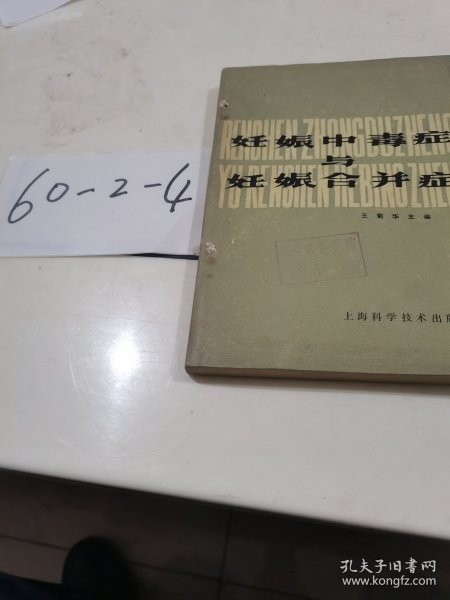 60-2-4
RENSHEN ZHONGDUZHENG
妊娠中毒症
与
YU RENSHEN HEBINGZHEN
妊娠合并症
王菊华主编
上海科学技术出版
孔夫子旧书网
www.kongfz.com